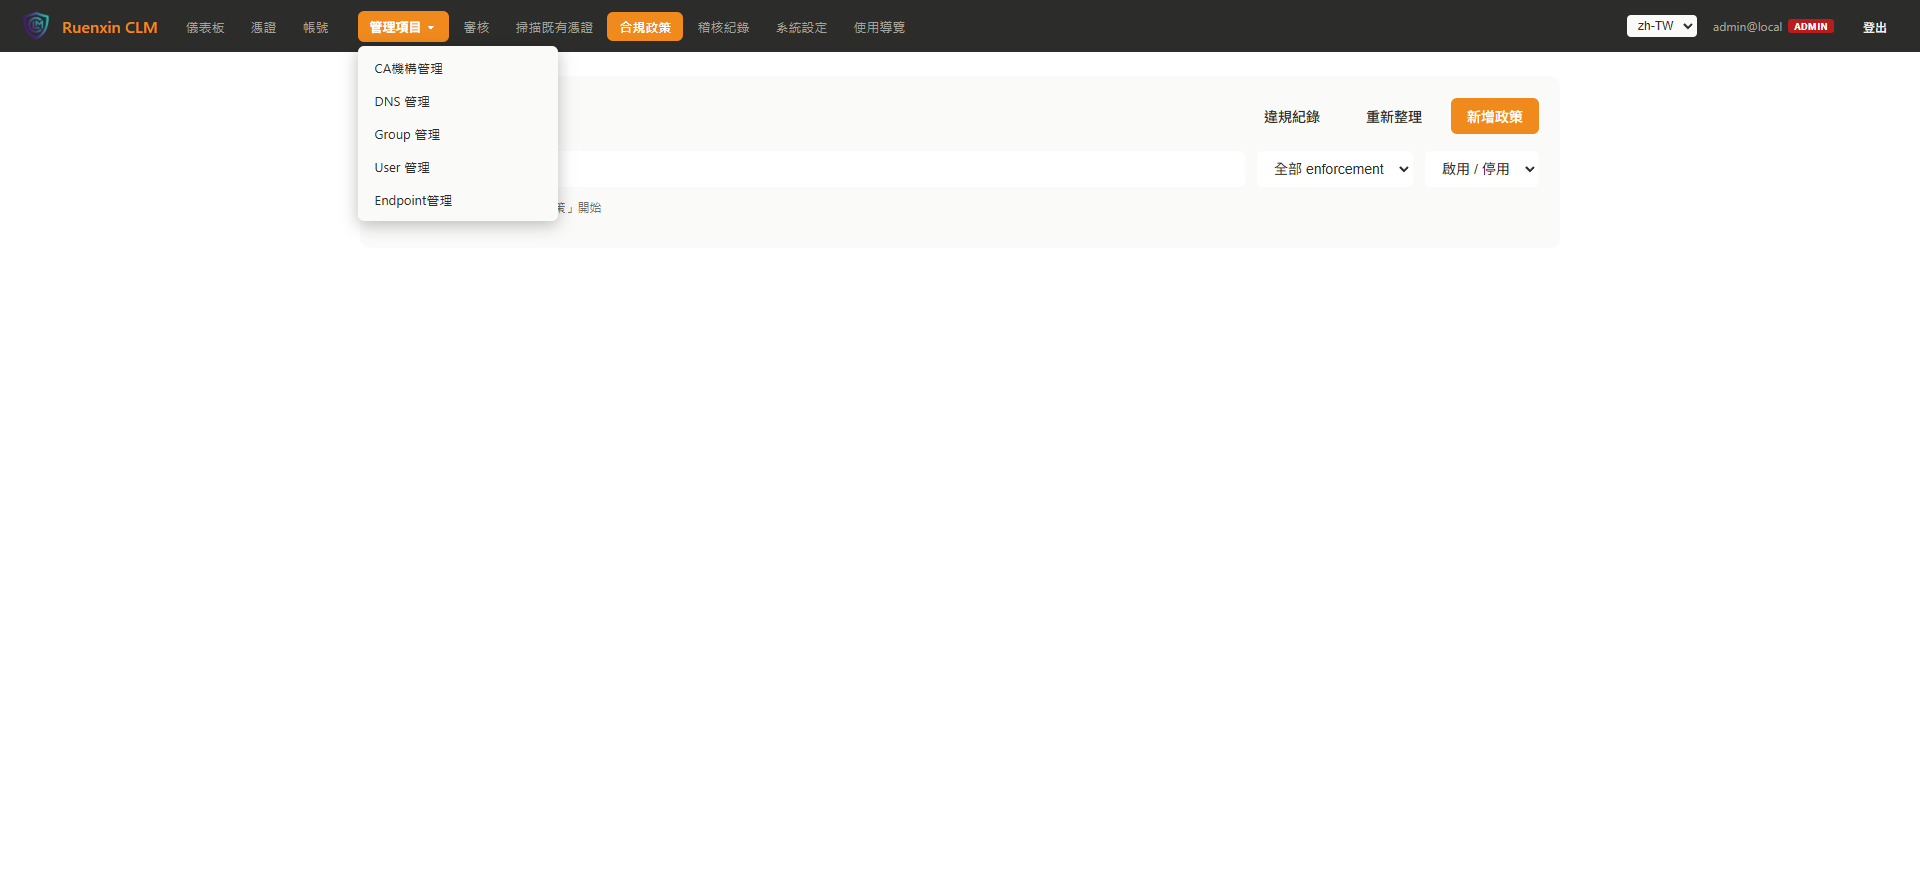 Ruenxin CLM 儀表板 憑證 帳號 管理項目 審核 掃描既有憑證 合規政策 稽核紀錄 系統設定 使用導覽 zh-TW admin@local ADMIN 登出
CA機構管理
DNS 管理
Group 管理
User 管理
Endpoint管理
違規紀錄 重新整理 新增政策
全部 enforcement 啟用 / 停用
策」開始